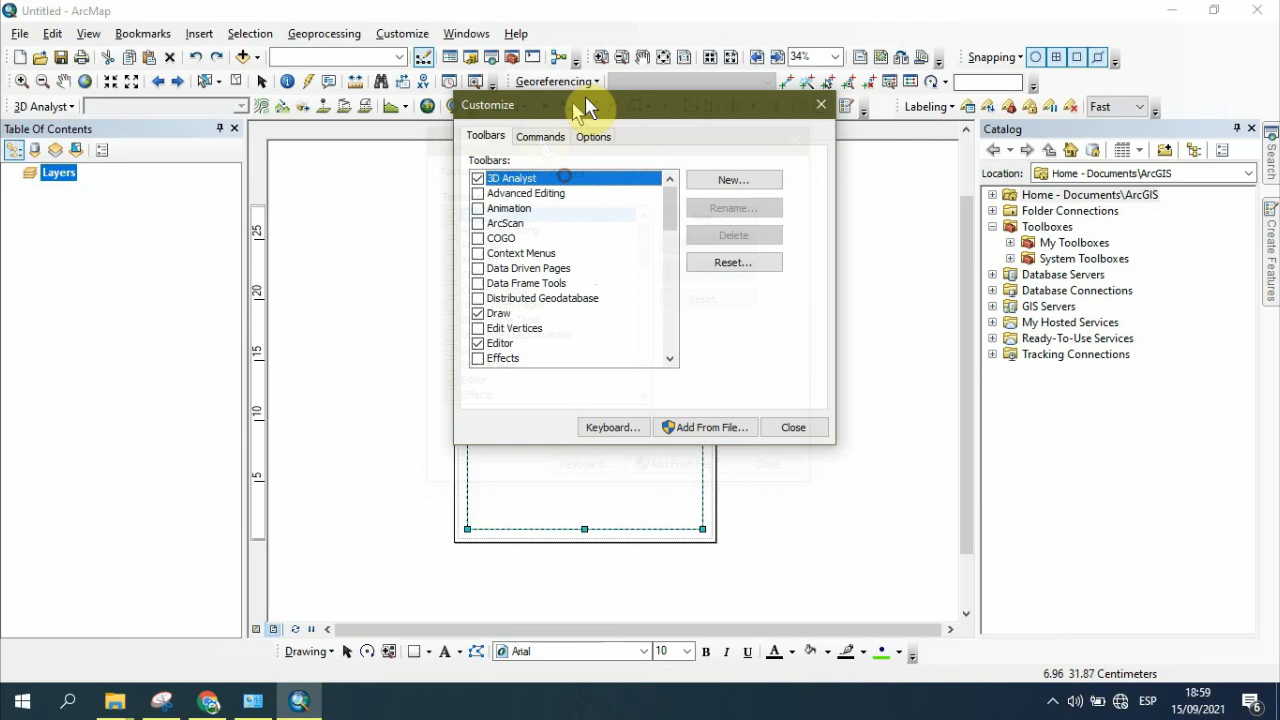 Untitled - ArcMap
File Edit View Bookmarks Insert Selection Geoprocessing Customize Windows Help
34% Snapping
Georeferencing
3D Analyst Labeling Fast
Table Of Contents
Layers
Customize
Toolbars Commands Options
Toolbars:
3D Analyst
Advanced Editing
Animation
ArcScan
COGO
Context Menus
Data Driven Pages
Data Frame Tools
Distributed Geodatabase
Draw
Edit Vertices
Editor
Effects
New...
Rename...
Delete
Reset...
Keyboard... Add From File... Close
25
20
15
10
5
Catalog
Location: Home - Documents\ArcGIS
Home - Documents\ArcGIS
Folder Connections
Toolboxes
My Toolboxes
System Toolboxes
Database Servers
Database Connections
GIS Servers
My Hosted Services
Ready-To-Use Services
Tracking Connections
Search
Create Features
Drawing A Arial 10 B I U A
6.96 31.87 Centimeters
ESP
18:59
15/09/2021
6